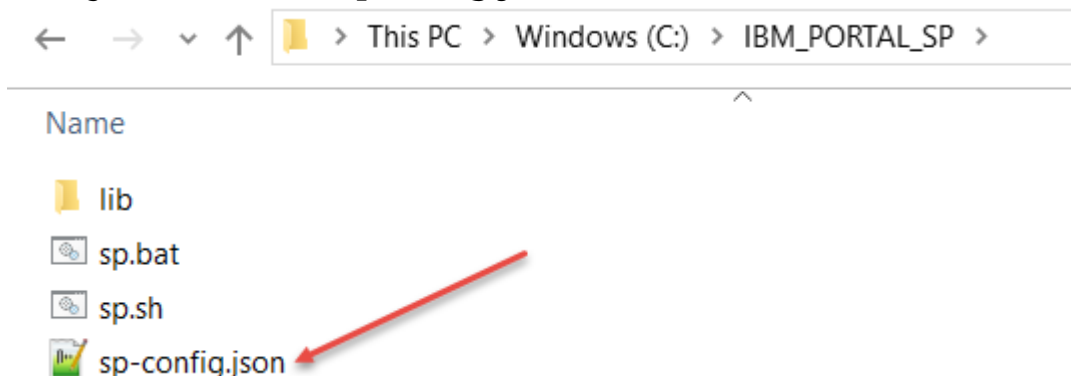 This PC > Windows (C:) > IBM_PORTAL_SP >
Name
lib
sp.bat
sp.sh
sp-config.json